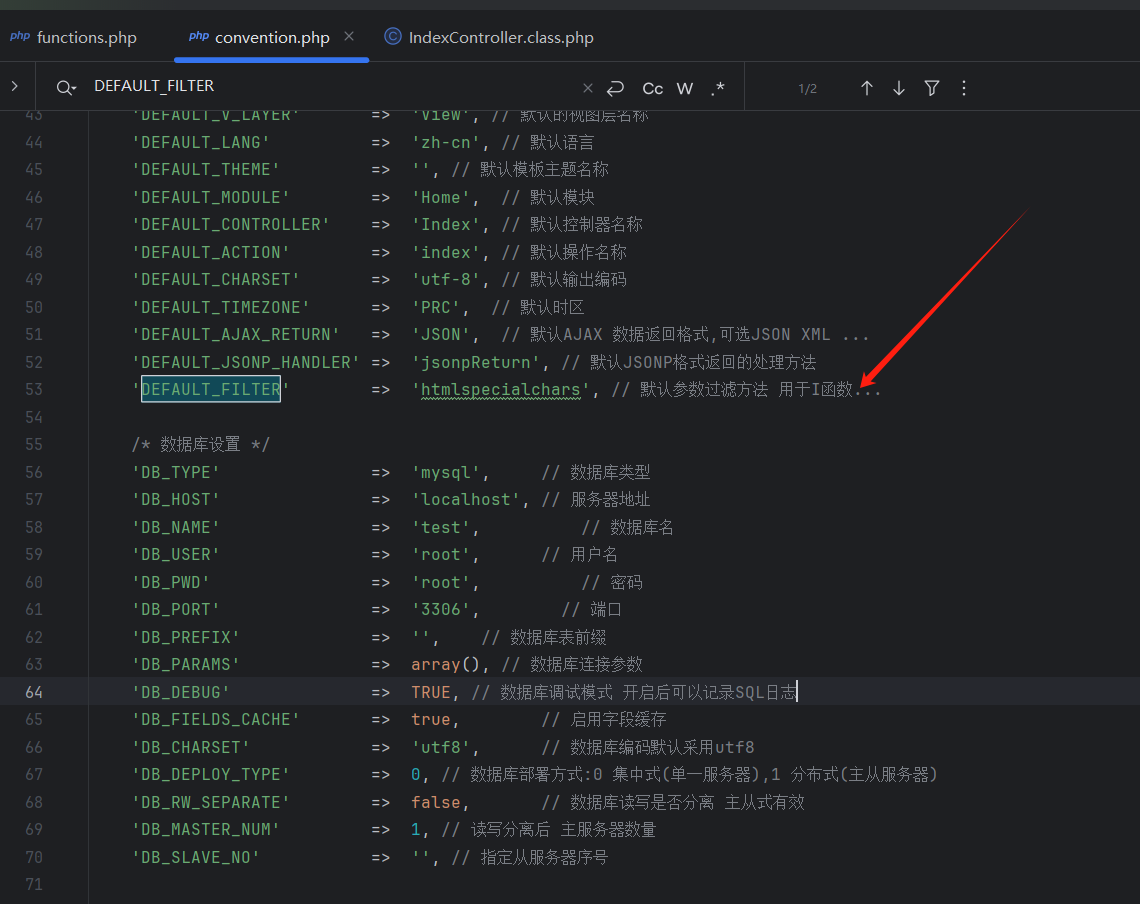 php functions.php
php convention.php
C IndexController.class.php
DEFAULT_FILTER
Cc W .*
1/2
43 'DEFAULT_V_LAYER' => 'View', // 默认的视图层名称
44 'DEFAULT_LANG' => 'zh-cn', // 默认语言
45 'DEFAULT_THEME' => '', // 默认模板主题名称
46 'DEFAULT_MODULE' => 'Home', // 默认模块
47 'DEFAULT_CONTROLLER' => 'Index', // 默认控制器名称
48 'DEFAULT_ACTION' => 'index', // 默认操作名称
49 'DEFAULT_CHARSET' => 'utf-8', // 默认输出编码
50 'DEFAULT_TIMEZONE' => 'PRC', // 默认时区
51 'DEFAULT_AJAX_RETURN' => 'JSON', // 默认AJAX 数据返回格式,可选JSON XML ...
52 'DEFAULT_JSONP_HANDLER' => 'jsonpReturn', // 默认JSONP格式返回的处理方法
53 'DEFAULT_FILTER' => 'htmlspecialchars', // 默认参数过滤方法 用于I函数...
54
55 /* 数据库设置 */
56 'DB_TYPE' => 'mysql', // 数据库类型
57 'DB_HOST' => 'localhost', // 服务器地址
58 'DB_NAME' => 'test', // 数据库名
59 'DB_USER' => 'root', // 用户名
60 'DB_PWD' => 'root', // 密码
61 'DB_PORT' => '3306', // 端口
62 'DB_PREFIX' => '', // 数据库表前缀
63 'DB_PARAMS' => array(), // 数据库连接参数
64 'DB_DEBUG' => TRUE, // 数据库调试模式 开启后可以记录SQL日志
65 'DB_FIELDS_CACHE' => true, // 启用字段缓存
66 'DB_CHARSET' => 'utf8', // 数据库编码默认采用utf8
67 'DB_DEPLOY_TYPE' => 0, // 数据库部署方式:0 集中式(单一服务器),1 分布式(主从服务器)
68 'DB_RW_SEPARATE' => false, // 数据库读写是否分离 主从式有效
69 'DB_MASTER_NUM' => 1, // 读写分离后 主服务器数量
70 'DB_SLAVE_NO' => '', // 指定从服务器序号
71